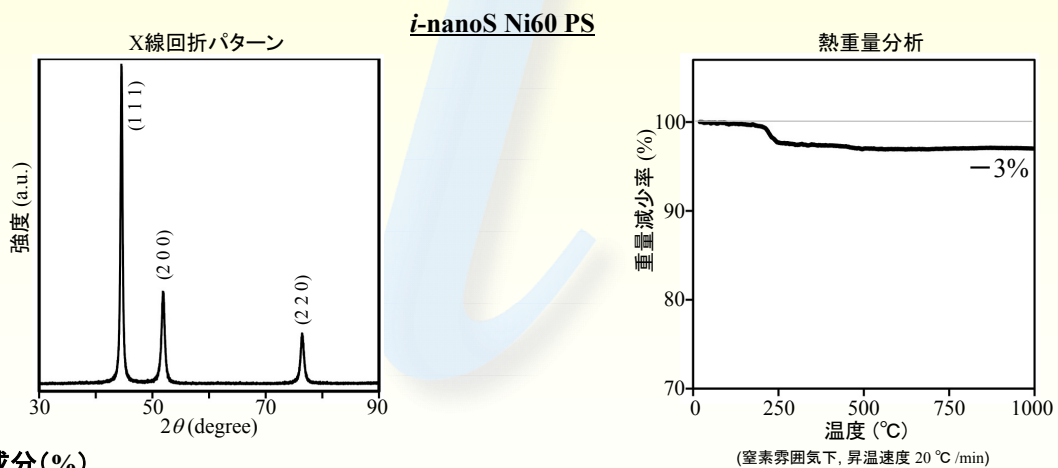 i-nanoS Ni60 PS
X線回折パターン
強度 (a.u.)
(1 1 1)
(2 0 0)
(2 2 0)
30 50 70 90
2θ (degree)
熱重量分析
重量減少率 (%)
100
90
80
70
−3%
0 250 500 750 1000
温度 (℃)
(窒素雰囲気下, 昇温速度 20 ℃ /min)
成分(%)